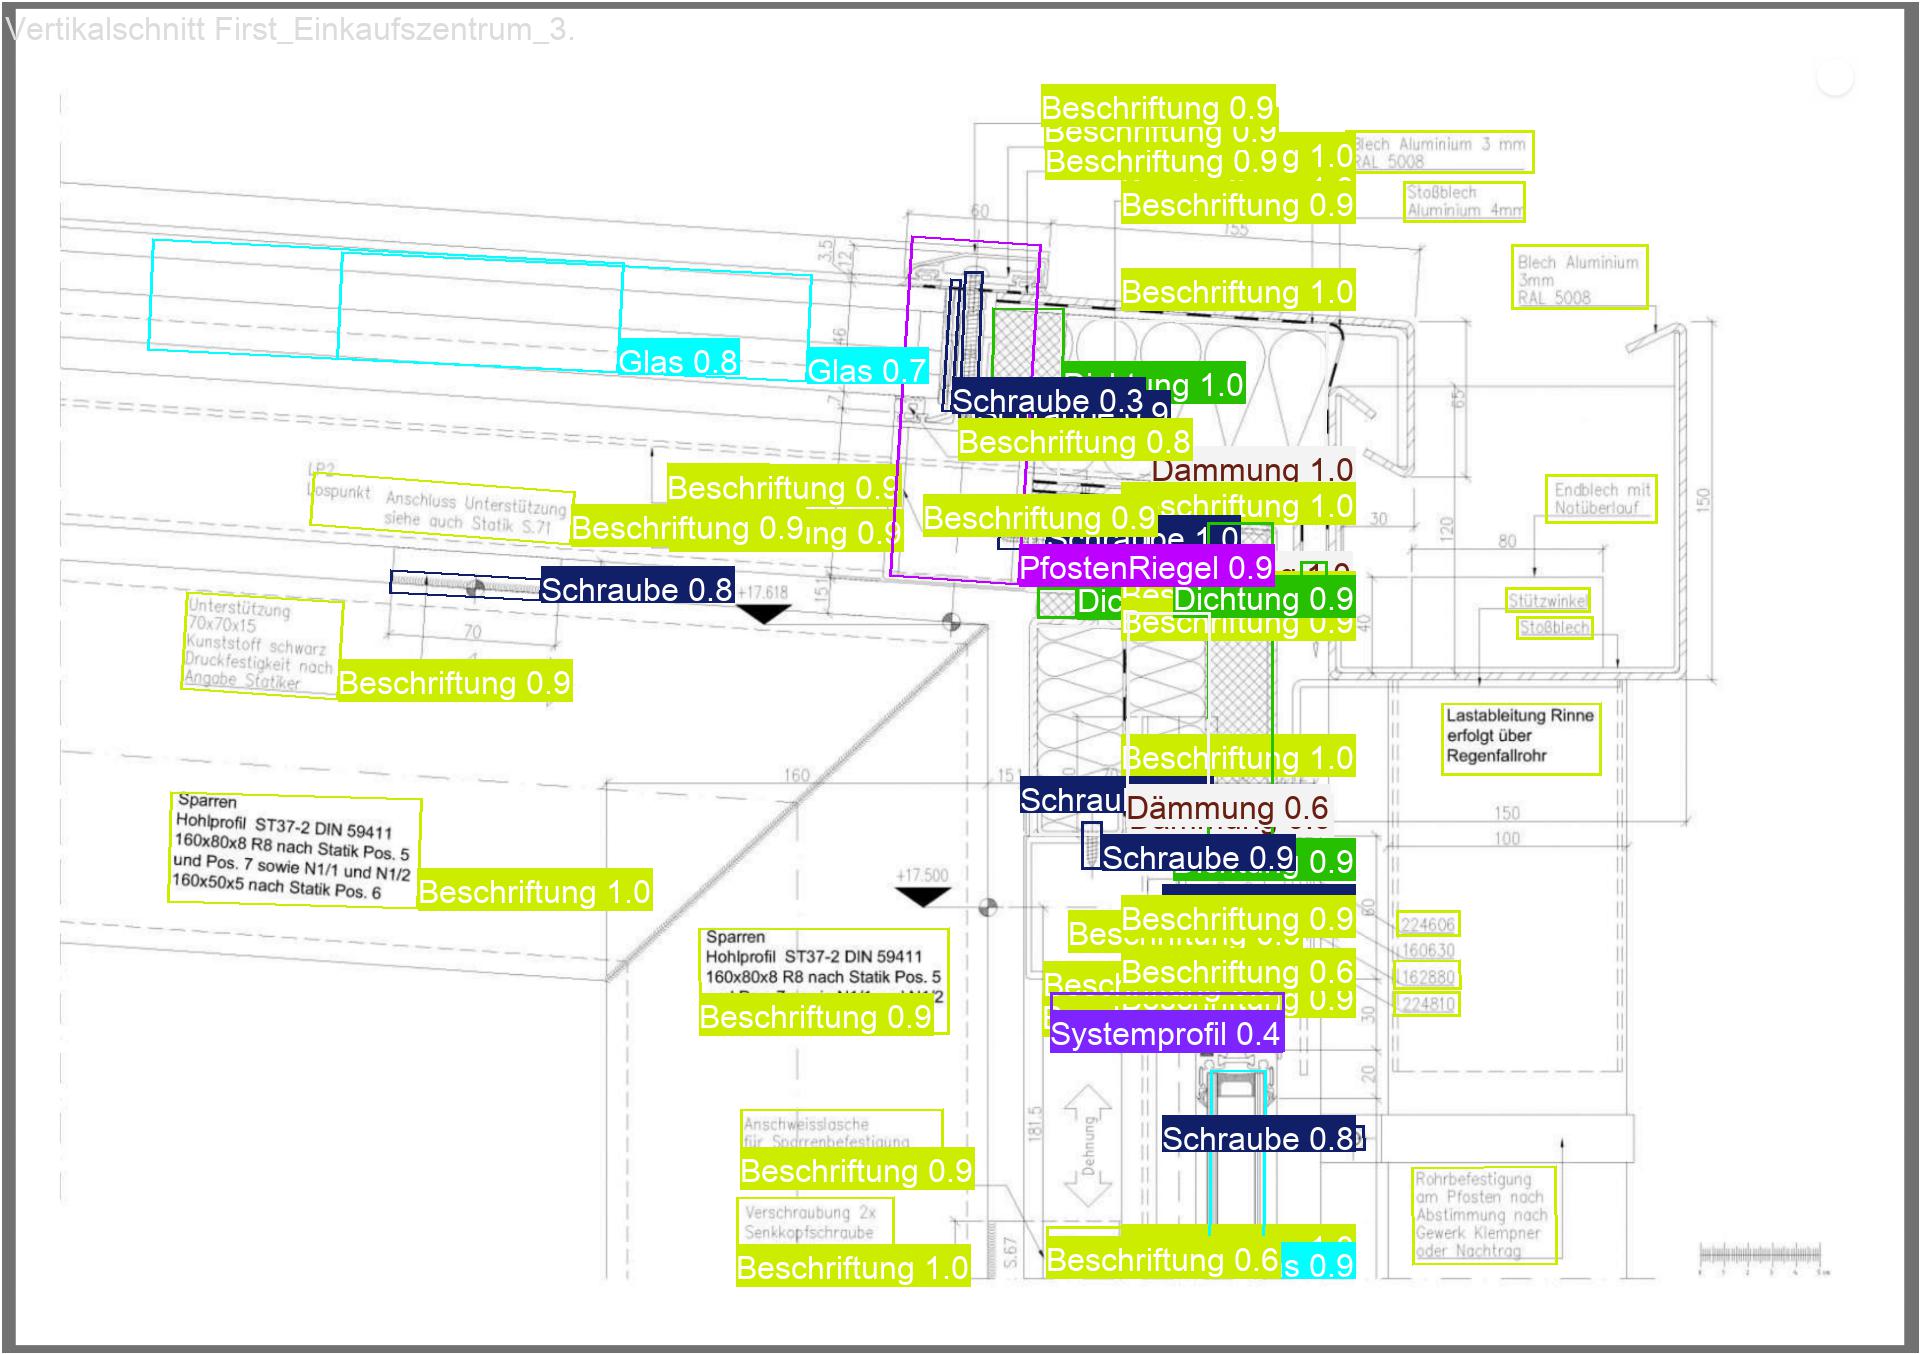 Vertikalschnitt First_Einkaufszentrum_3.
Beschriftung 0.9
Beschriftung 0.9
Beschriftung 0.9
g 1.0
Blech Aluminium 3 mm
RAL 5008
Beschriftung 0.9
Stoßblech
Aluminium 4mm
60
155
3.5
12
Blech Aluminium
3mm
RAL 5008
Beschriftung 1.0
46
Glas 0.8
Glas 0.7
Dichtung 1.0
Schraube 0.3
65
7
Beschriftung 0.8
Dämmung 1.0
LP2
Lospunkt Anschluss Unterstützung
siehe auch Statik S.71
Beschriftung 0.9
Beschriftung 0.9
ng 0.9
Beschriftung 0.9
schriftung 1.0
Schraube 1.0
30
120
150
80
Endblech mit
Notüberlauf
PfostenRiegel 0.9
Schraube 0.8
+17.618
15
70
Dichtung 0.9
Beschriftung 0.9
40
Stützwinkel
Stoßblech
Unterstützung
70x70x15
Kunststoff schwarz
Druckfestigkeit nach
Angabe Statiker
Beschriftung 0.9
Lastableitung Rinne
erfolgt über
Regenfallrohr
Beschriftung 1.0
160
15
Schrau
Dämmung 0.6
150
100
Sparren
Hohlprofil ST37-2 DIN 59411
160x80x8 R8 nach Statik Pos. 5
und Pos. 7 sowie N1/1 und N1/2
160x50x5 nach Statik Pos. 6
Beschriftung 1.0
Schraube 0.9
0.9
+17.500
60
Beschriftung 0.9
224606
160630
162880
224810
Sparren
Hohlprofil ST37-2 DIN 59411
160x80x8 R8 nach Statik Pos. 5
Beschriftung 0.9
Beschriftung 0.6
Beschriftung 0.9
Systemprofil 0.4
30
20
Anschweisslasche
für Sparrenbefestigung
Beschriftung 0.9
181.5
Dehnung
Schraube 0.8
Verschraubung 2x
Senkkopfschraube
Beschriftung 1.0
S.67
Beschriftung 0.6
s 0.9
Rohrbefestigung
am Pfosten nach
Abstimmung nach
Gewerk Klempner
oder Nachtrag